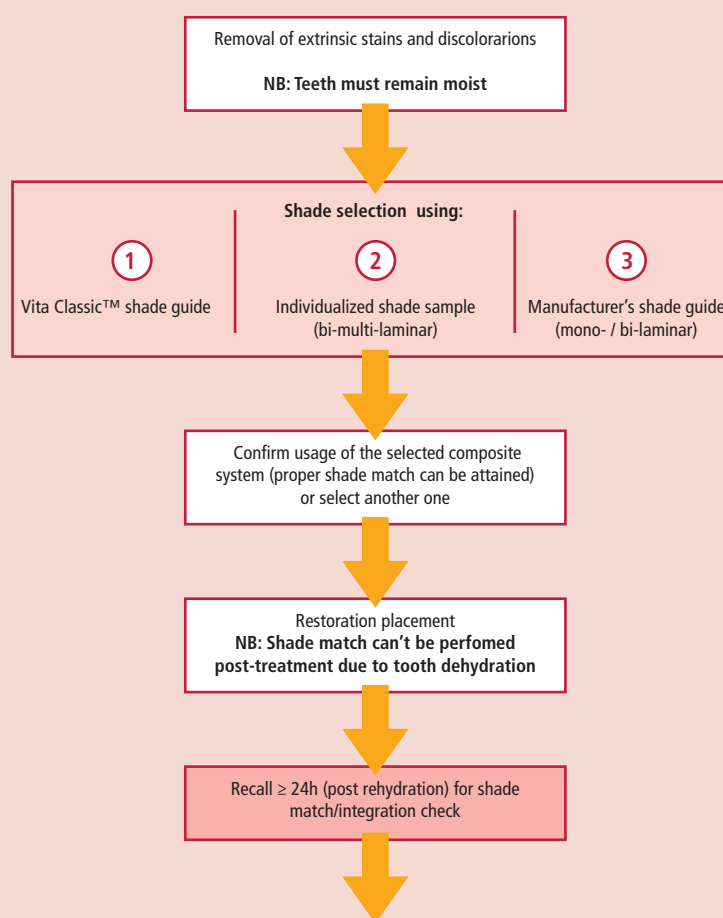 Removal of extrinsic stains and discolorarions
NB: Teeth must remain moist
Shade selection using:
1
Vita Classic™ shade guide
2
Individualized shade sample
(bi-multi-laminar)
3
Manufacturer's shade guide
(mono- / bi-laminar)
Confirm usage of the selected composite
system (proper shade match can be attained)
or select another one
Restoration placement
NB: Shade match can't be perfomed
post-treatment due to tooth dehydration
Recall ≥ 24h (post rehydration) for shade
match/integration check